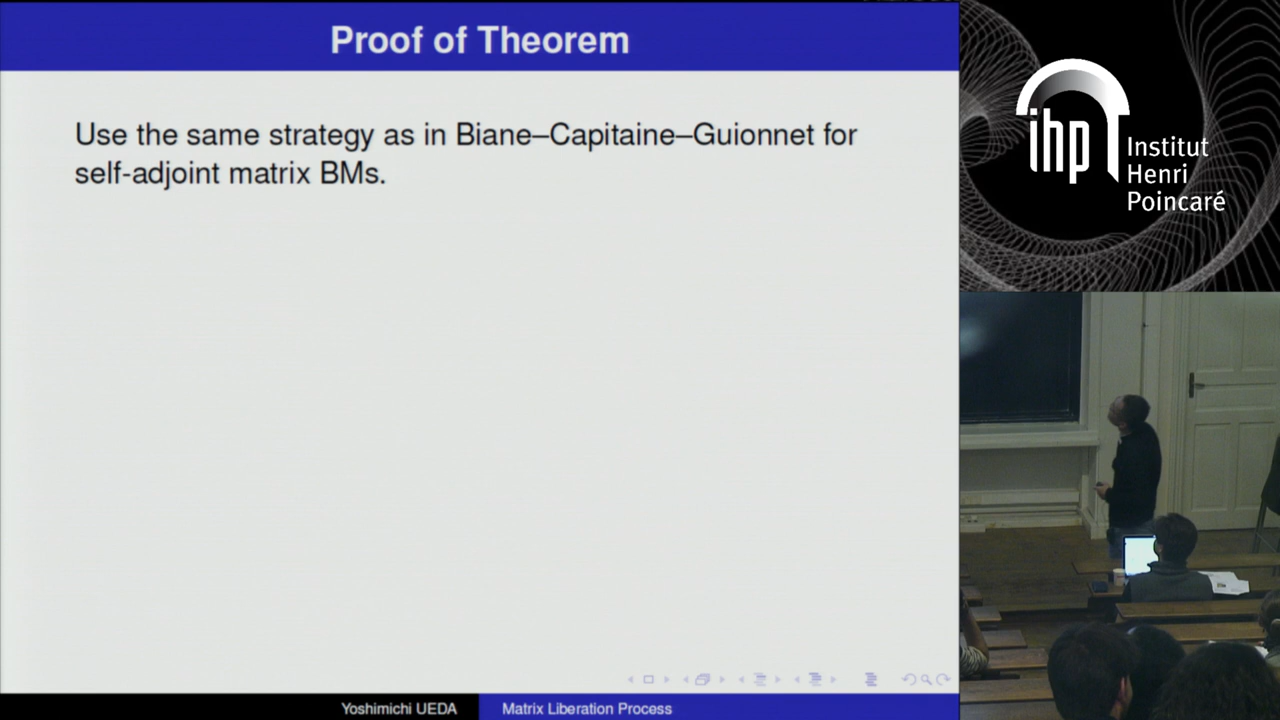 Proof of Theorem
Use the same strategy as in Biane–Capitaine–Guionnet for
self-adjoint matrix BMs.
Yoshimichi UEDA
Matrix Liberation Process
ihp
Institut
Henri
Poincaré